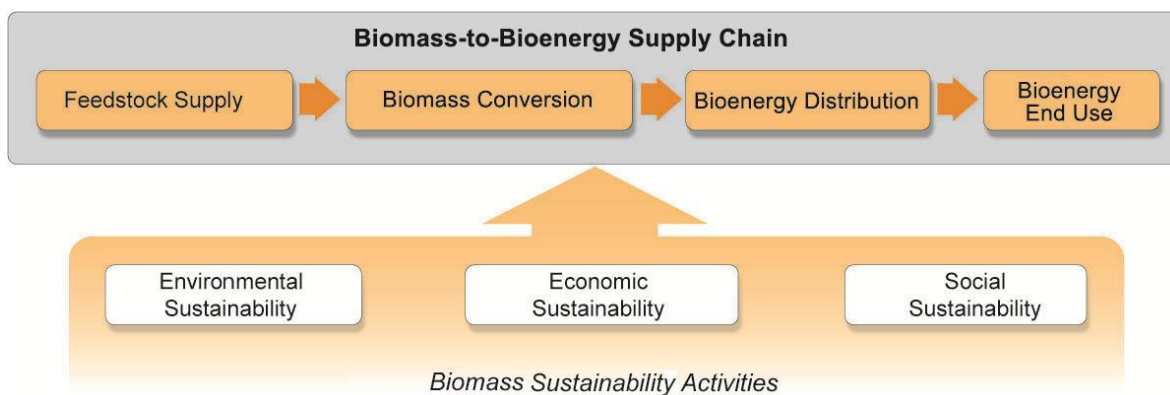 Biomass-to-Bioenergy Supply Chain
Feedstock Supply
Biomass Conversion
Bioenergy Distribution
Bioenergy
End Use
Environmental
Sustainability
Economic
Sustainability
Social
Sustainability
Biomass Sustainability Activities